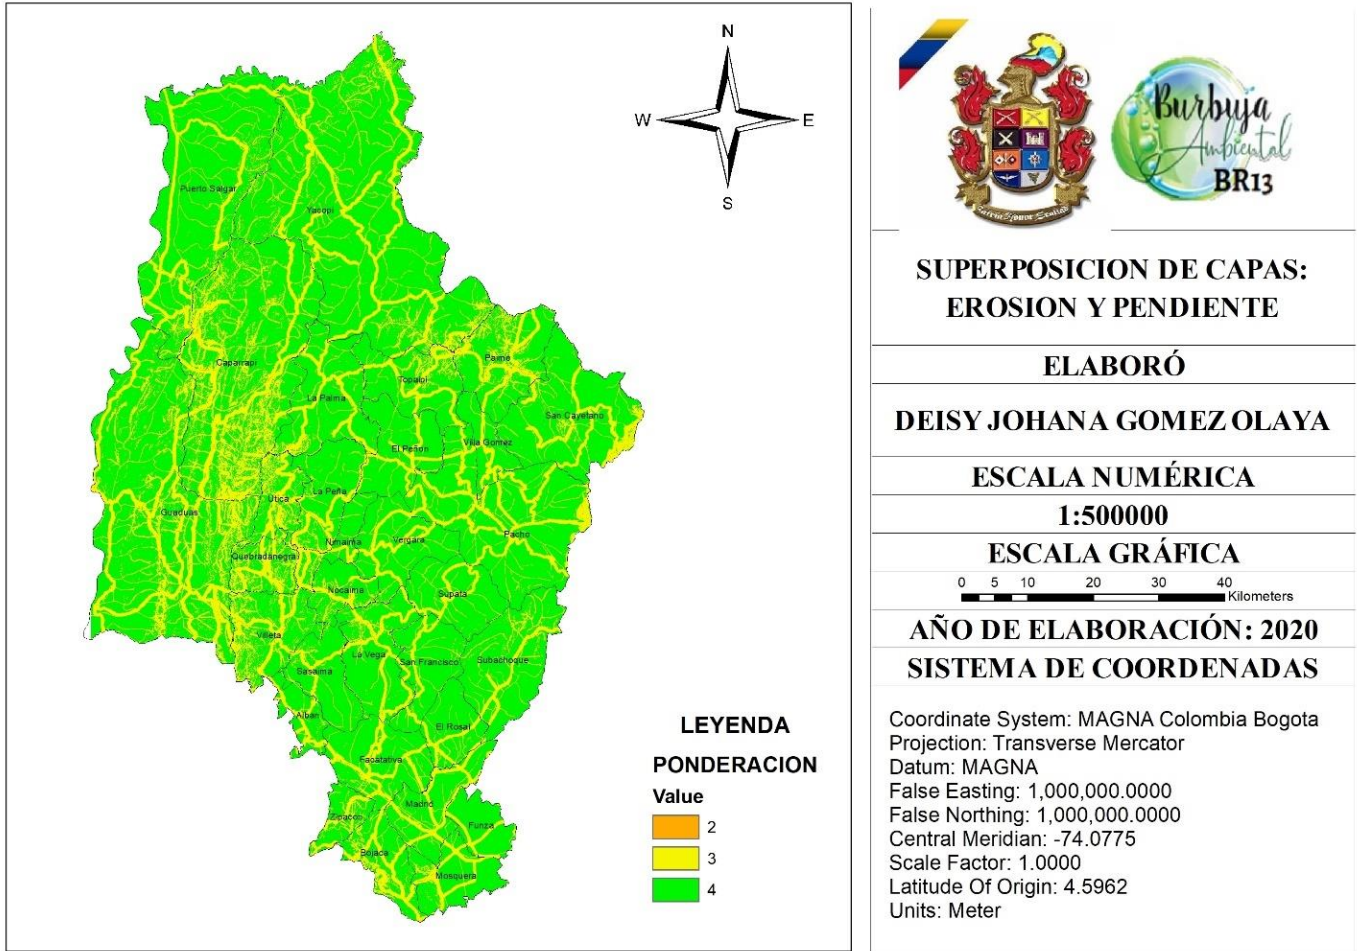 N
W
E
S
Puerto Salgar
Yacopi
Caparrapi
Paime
Topaipi
La Palma
San Cayetano
Villa Gomez
El Peñon
La Peña
Utica
Guaduas
Pacho
Nimaima
Vergara
Quebradanegra
Nocaima
Supata
Villeta
La Vega
San Francisco
Subachoque
Sasaima
Alban
El Rosal
Facatativa
Madrid
Zipacon
Funza
Bojaca
Mosquera
LEYENDA
PONDERACION
Value
2
3
4
Burbuja
Ambiental
BR13
SUPERPOSICION DE CAPAS:
EROSION Y PENDIENTE
ELABORÓ
DEISY JOHANA GOMEZ OLAYA
ESCALA NUMÉRICA
1:500000
ESCALA GRÁFICA
0 5 10 20 30 40
Kilometers
AÑO DE ELABORACIÓN: 2020
SISTEMA DE COORDENADAS
Coordinate System: MAGNA Colombia Bogota
Projection: Transverse Mercator
Datum: MAGNA
False Easting: 1,000,000.0000
False Northing: 1,000,000.0000
Central Meridian: -74.0775
Scale Factor: 1.0000
Latitude Of Origin: 4.5962
Units: Meter